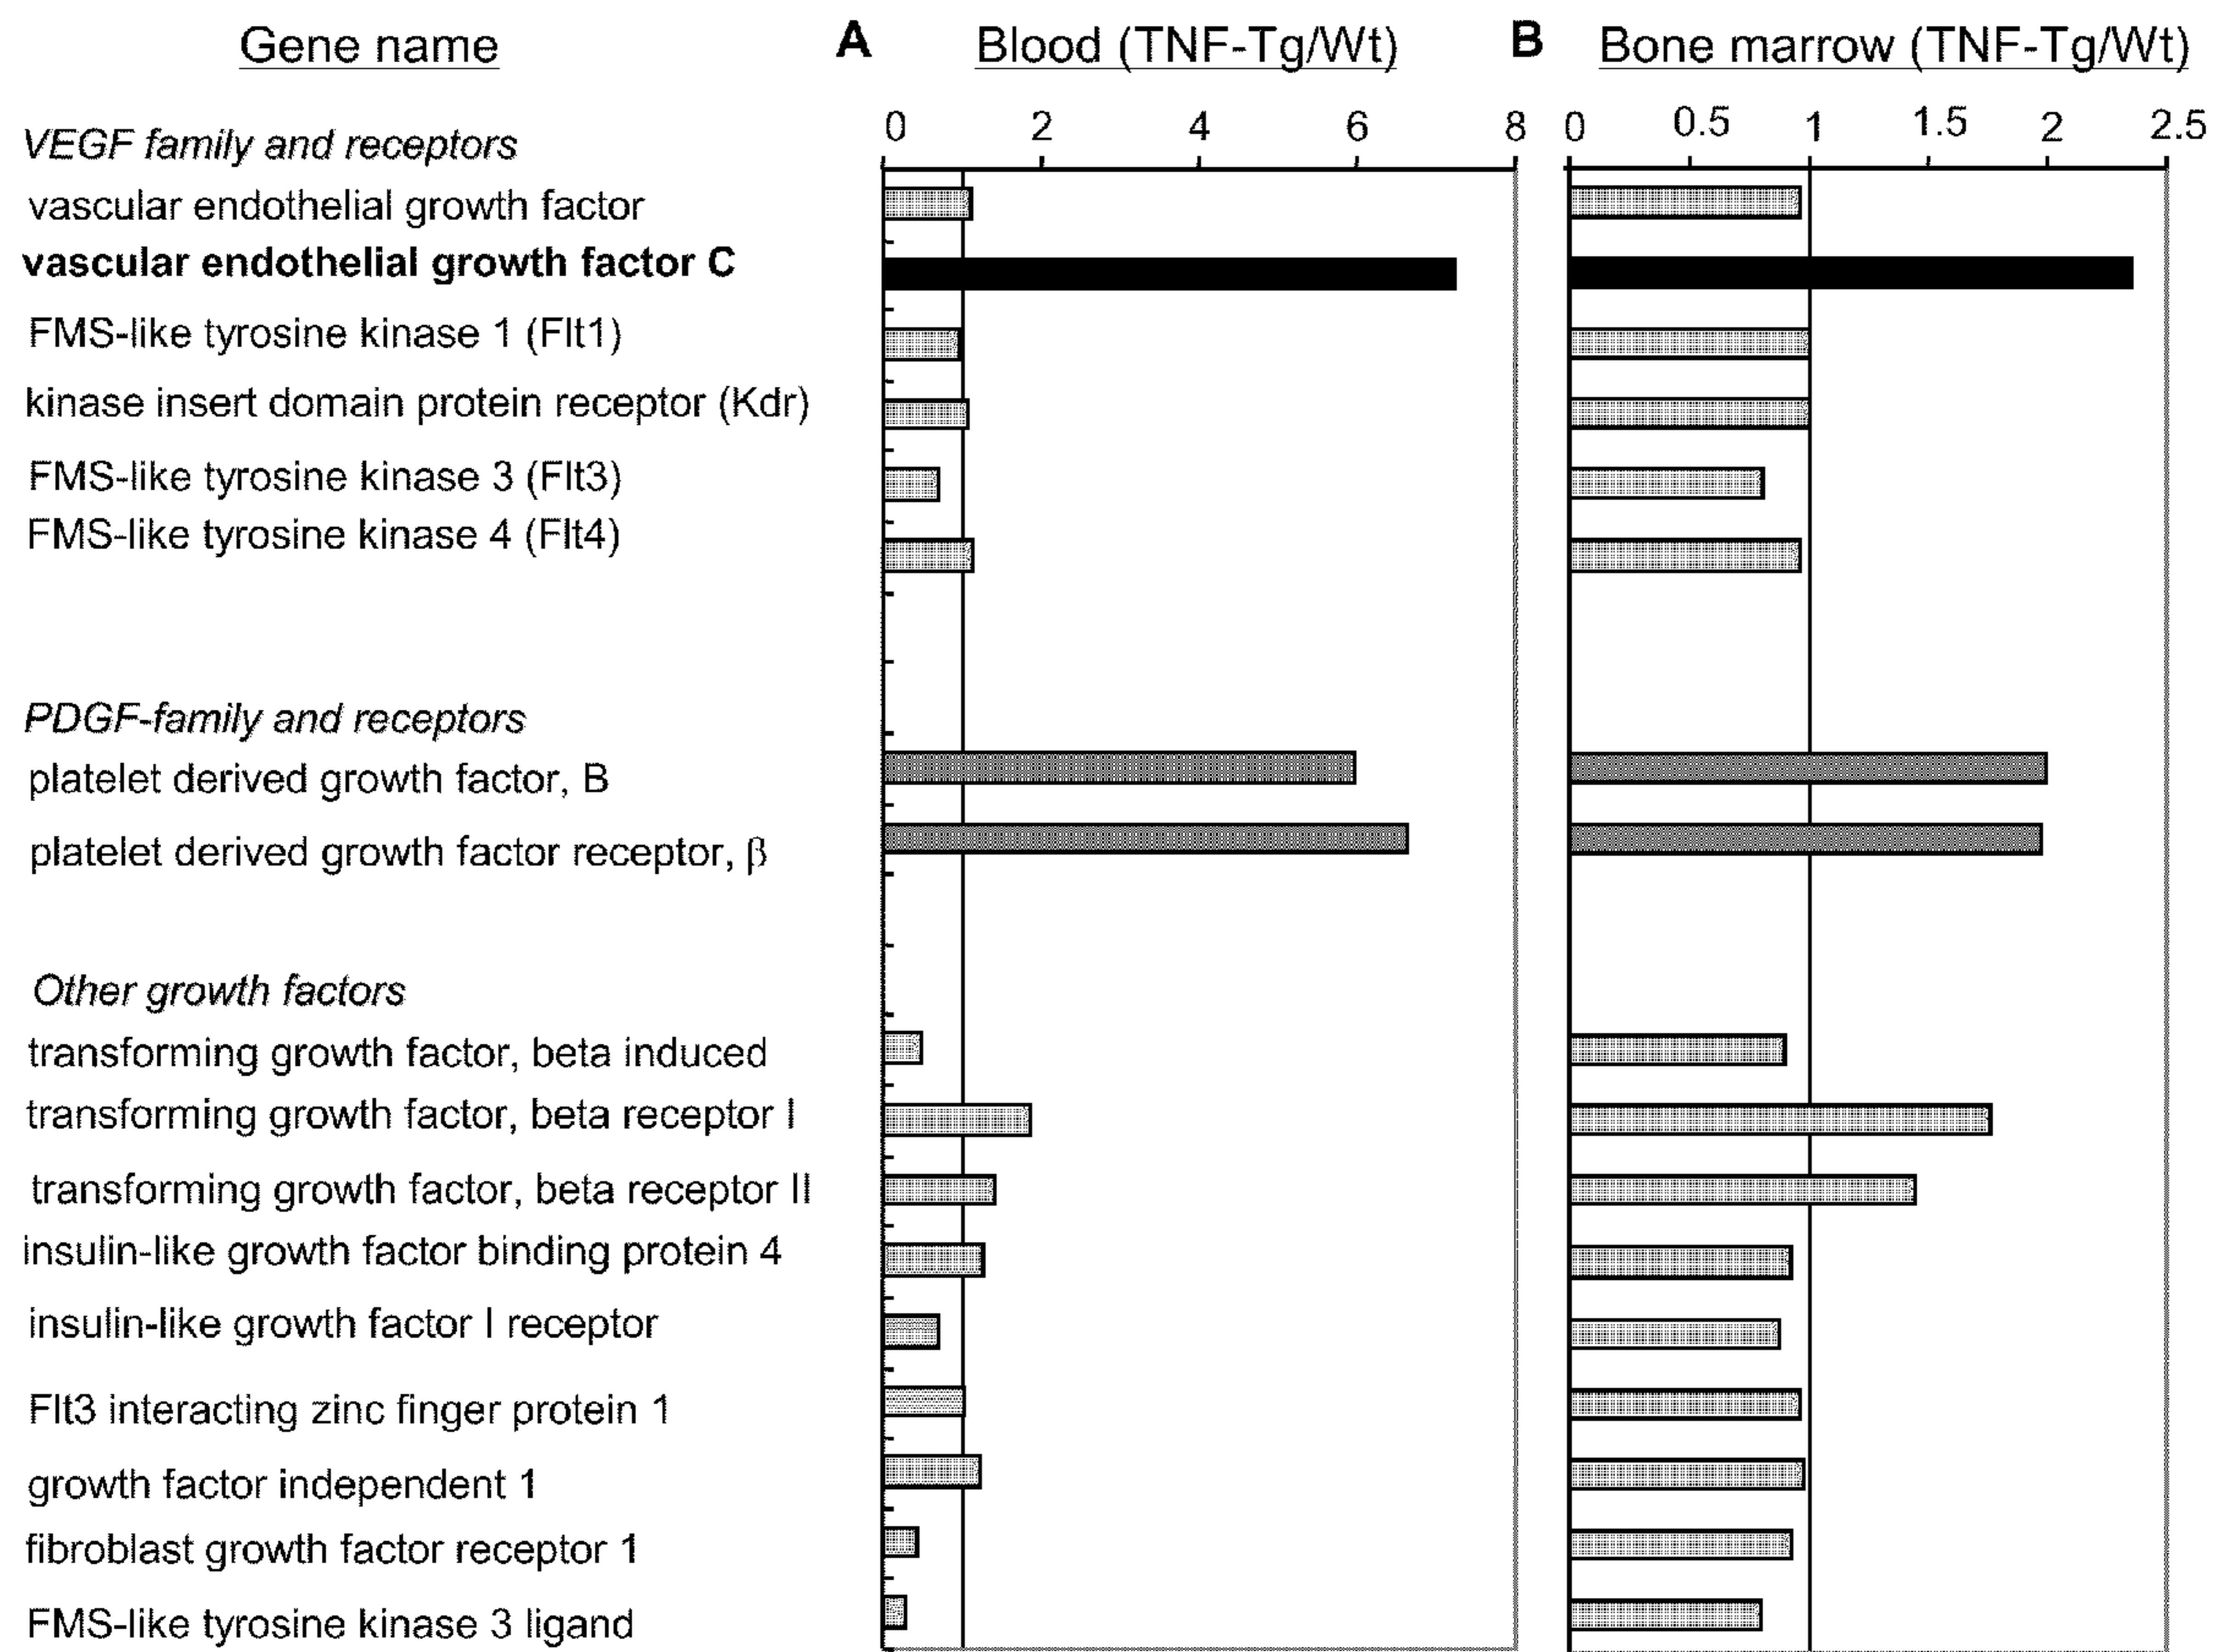 Gene name
A Blood (TNF-Tg/Wt)
B Bone marrow (TNF-Tg/Wt)
0 2 4 6 8
0 0.5 1 1.5 2 2.5
VEGF family and receptors
vascular endothelial growth factor
vascular endothelial growth factor C
FMS-like tyrosine kinase 1 (Flt1)
kinase insert domain protein receptor (Kdr)
FMS-like tyrosine kinase 3 (Flt3)
FMS-like tyrosine kinase 4 (Flt4)
PDGF-family and receptors
platelet derived growth factor, B
platelet derived growth factor receptor, β
Other growth factors
transforming growth factor, beta induced
transforming growth factor, beta receptor I
transforming growth factor, beta receptor II
insulin-like growth factor binding protein 4
insulin-like growth factor I receptor
Flt3 interacting zinc finger protein 1
growth factor independent 1
fibroblast growth factor receptor 1
FMS-like tyrosine kinase 3 ligand